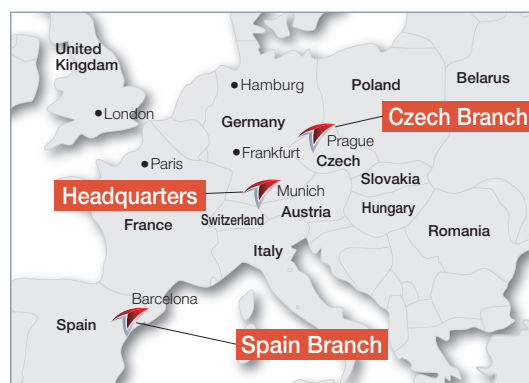 United
Kingdom
Hamburg
Poland
Belarus
London
Germany
Czech Branch
Prague
Paris
Frankfurt
Czech
Slovakia
Headquarters
Munich
Switzerland
Austria
Hungary
France
Romania
Italy
Barcelona
Spain
Spain Branch